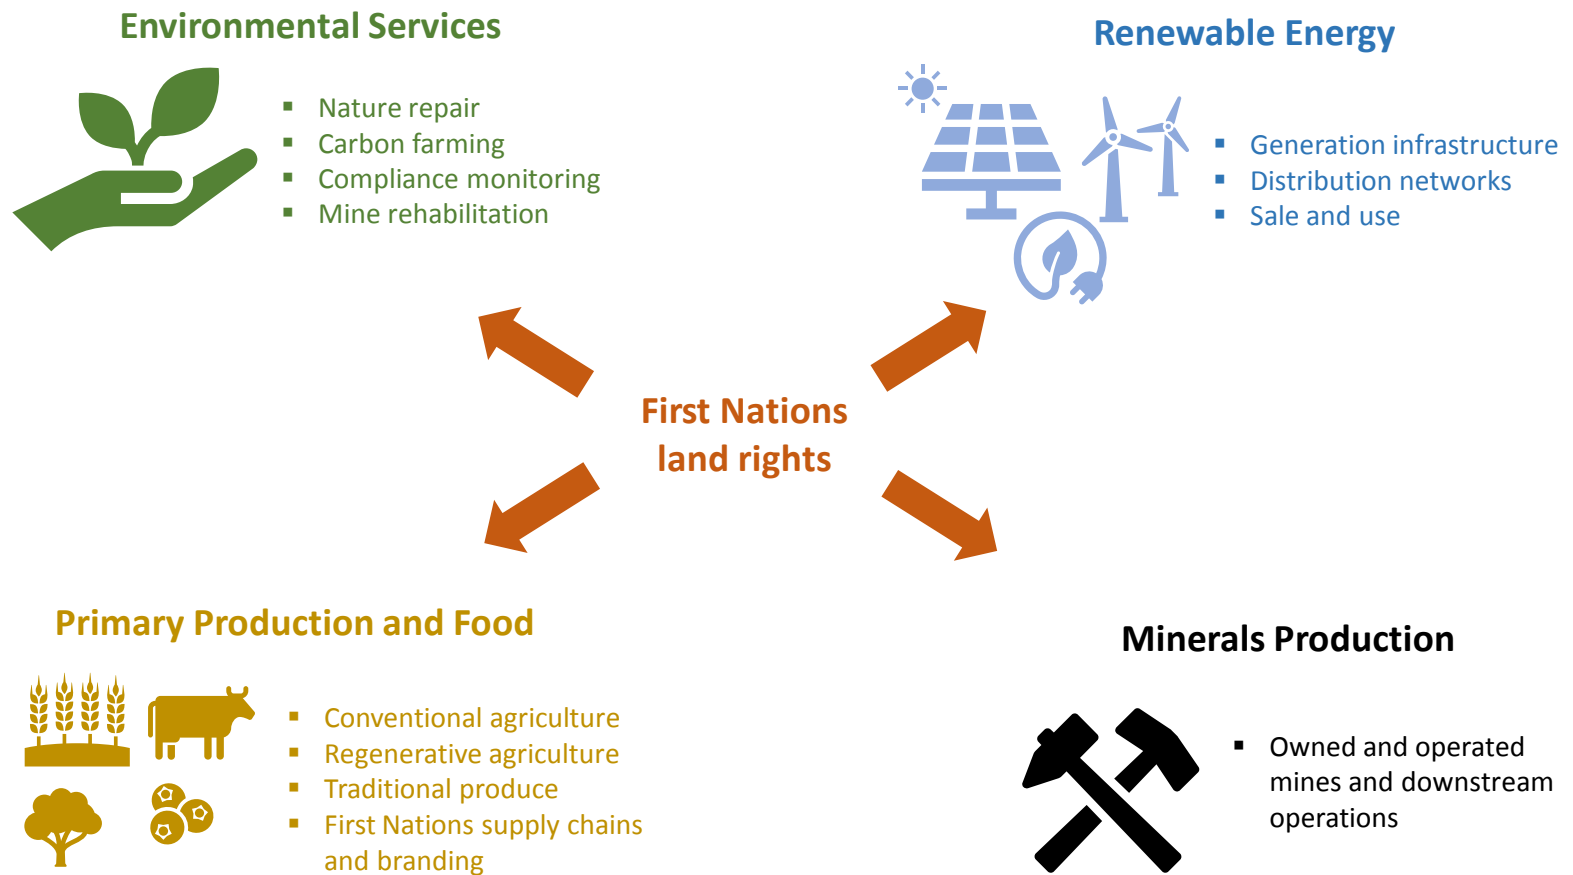 Environmental Services
▪ Nature repair
▪ Carbon farming
▪ Compliance monitoring
▪ Mine rehabilitation
Renewable Energy
▪ Generation infrastructure
▪ Distribution networks
▪ Sale and use
First Nations
land rights
Primary Production and Food
▪ Conventional agriculture
▪ Regenerative agriculture
▪ Traditional produce
▪ First Nations supply chains
and branding
Minerals Production
▪ Owned and operated
mines and downstream
operations